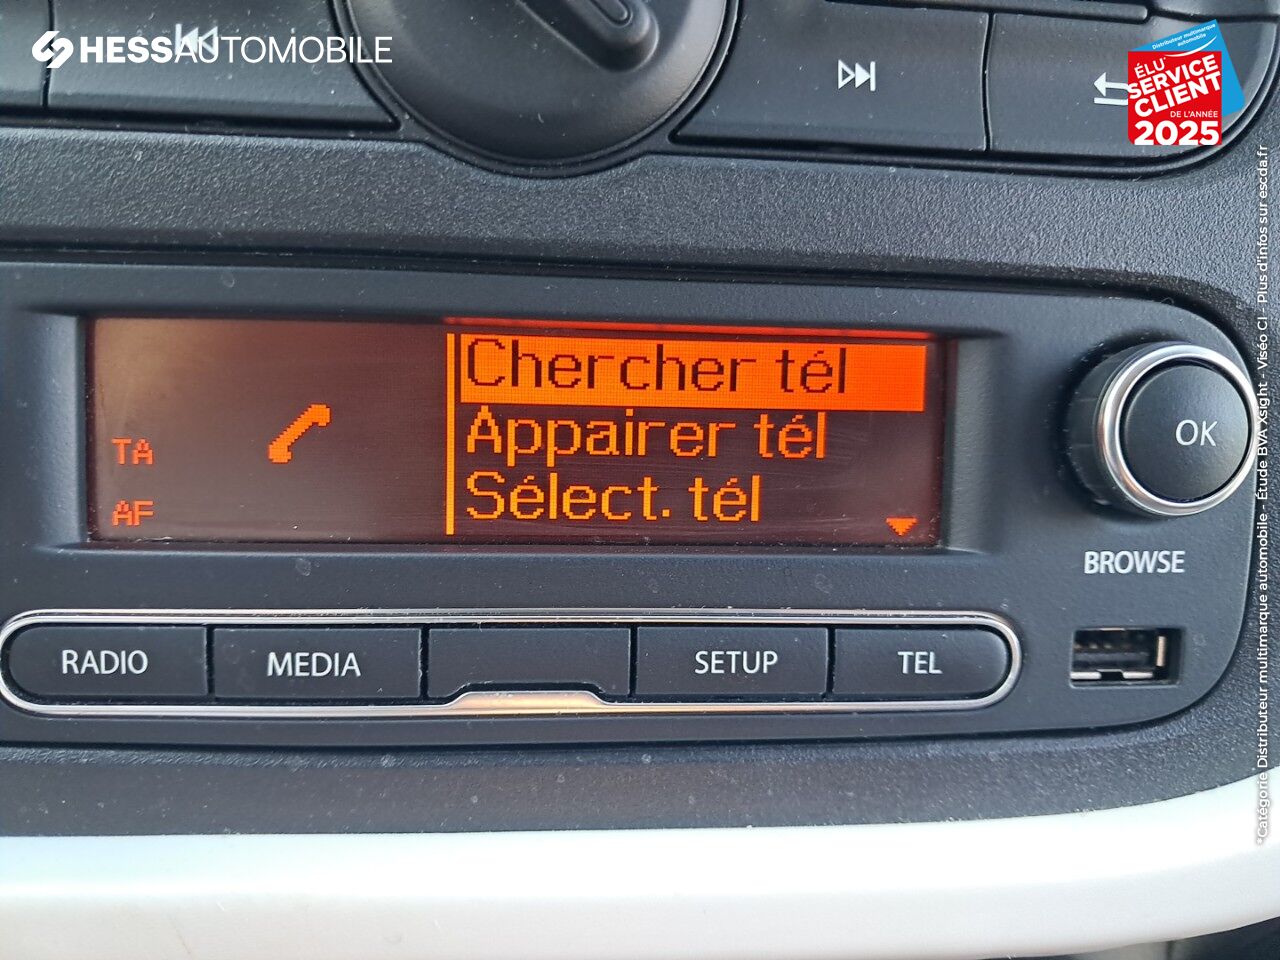 HESSAUTOMOBILE
Distributeur multimarque
automobile
ÉLU
SERVICE
CLIENT
DE L'ANNÉE
2025
Chercher tél
Appairer tél
Sélect. tél
TA
AF
OK
BROWSE
RADIO
MEDIA
SETUP
TEL
*Catégorie Distributeur multimarque automobile - Étude BVA Xsight - Viséo CI - Plus d'infos sur escda.fr